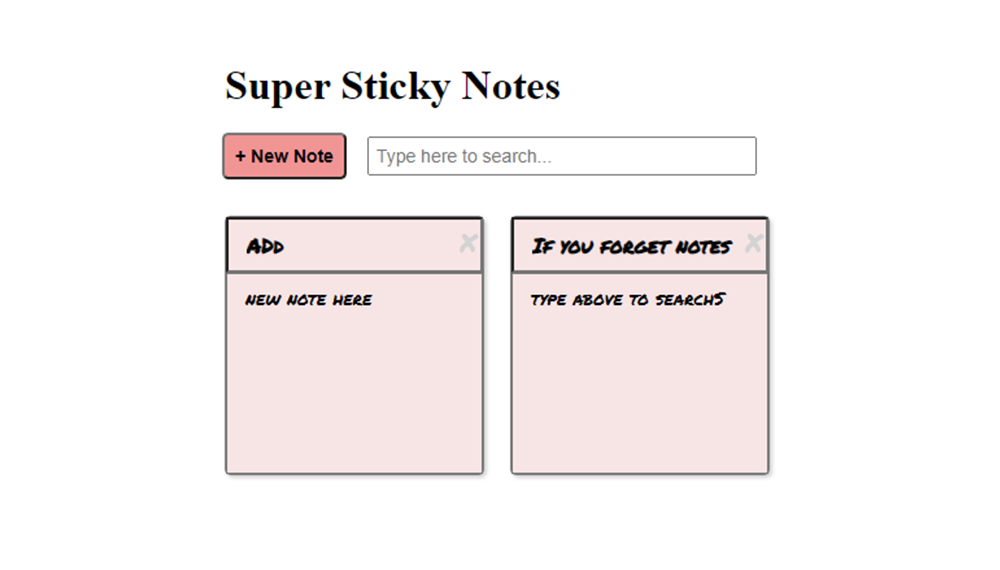 Super Sticky Notes
+ New Note
Type here to search...
ADd
If you forget notes
new note here
type above to searchS